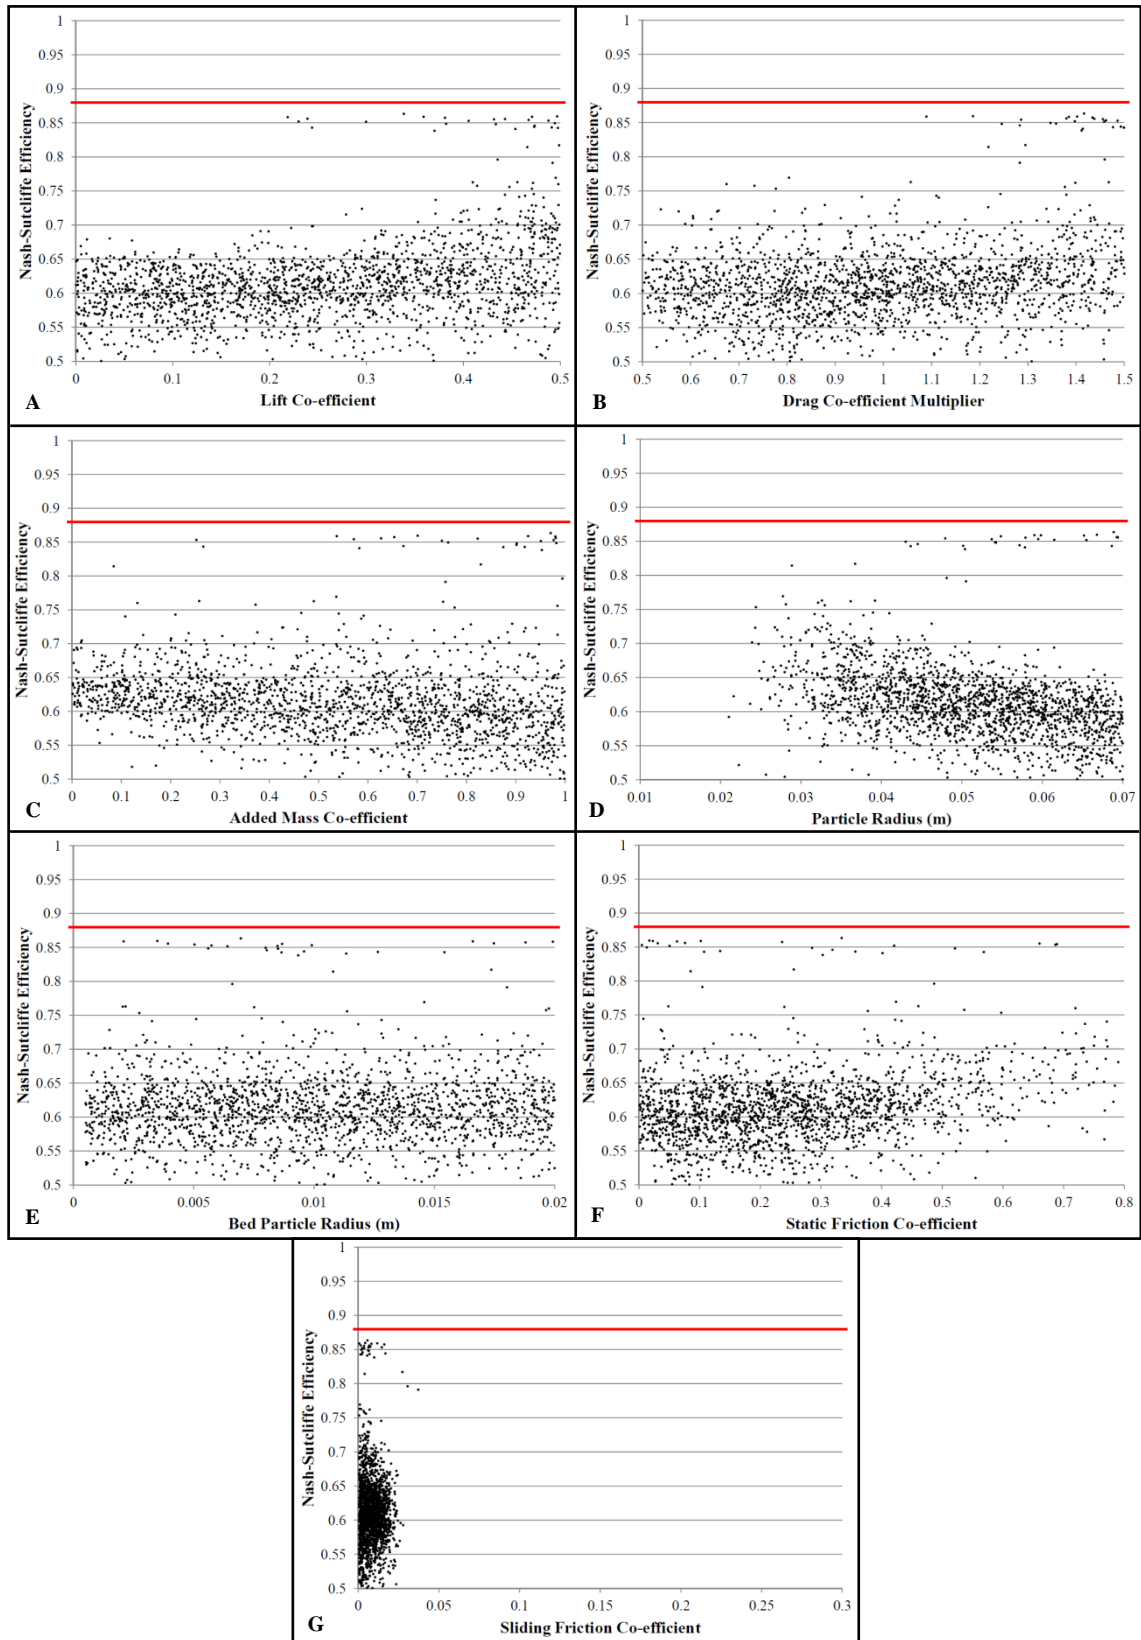 1
0.95
0.9
0.85
0.8
0.75
0.7
0.65
0.6
0.55
0.5
Nash-Sutcliffe Efficiency
0 0.1 0.2 0.3 0.4 0.5
Lift Co-efficient
A
1
0.95
0.9
0.85
0.8
0.75
0.7
0.65
0.6
0.55
0.5
Nash-Sutcliffe Efficiency
0.5 0.6 0.7 0.8 0.9 1 1.1 1.2 1.3 1.4 1.5
Drag Co-efficient Multiplier
B
1
0.95
0.9
0.85
0.8
0.75
0.7
0.65
0.6
0.55
0.5
Nash-Sutcliffe Efficiency
0 0.1 0.2 0.3 0.4 0.5 0.6 0.7 0.8 0.9 1
Added Mass Co-efficient
C
1
0.95
0.9
0.85
0.8
0.75
0.7
0.65
0.6
0.55
0.5
Nash-Sutcliffe Efficiency
0.01 0.02 0.03 0.04 0.05 0.06 0.07
Particle Radius (m)
D
1
0.95
0.9
0.85
0.8
0.75
0.7
0.65
0.6
0.55
0.5
Nash-Sutcliffe Efficiency
0 0.005 0.01 0.015 0.02
Bed Particle Radius (m)
E
1
0.95
0.9
0.85
0.8
0.75
0.7
0.65
0.6
0.55
0.5
Nash-Sutcliffe Efficiency
0 0.1 0.2 0.3 0.4 0.5 0.6 0.7 0.8
Static Friction Co-efficient
F
1
0.95
0.9
0.85
0.8
0.75
0.7
0.65
0.6
0.55
0.5
Nash-Sutcliffe Efficiency
0 0.05 0.1 0.15 0.2 0.25 0.3
Sliding Friction Co-efficient
G